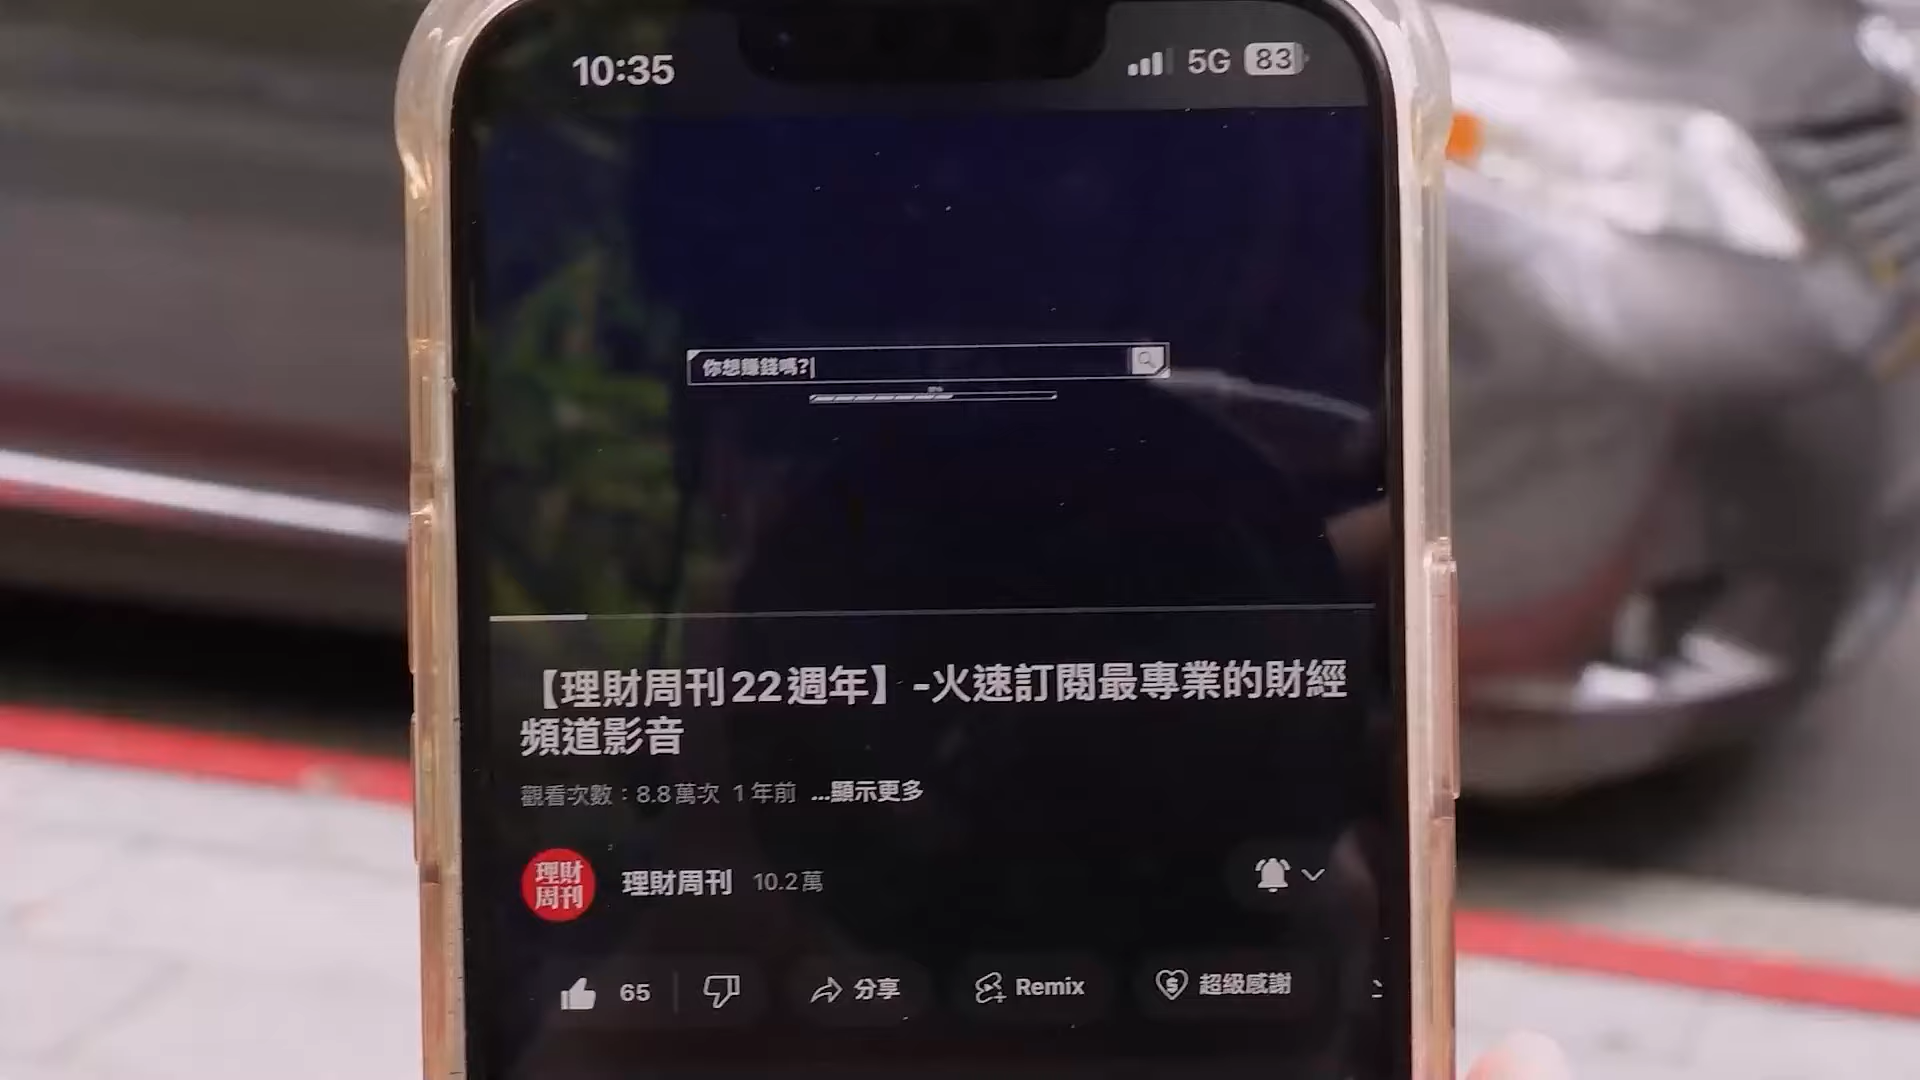 10:35
5G 83
你想賺錢嗎?
【理財周刊22週年】-火速訂閱最專業的財經
頻道影音
觀看次數：8.8萬次 1年前 ...顯示更多
理財
周刊
理財周刊 10.2萬
65 分享 Remix 超級感謝